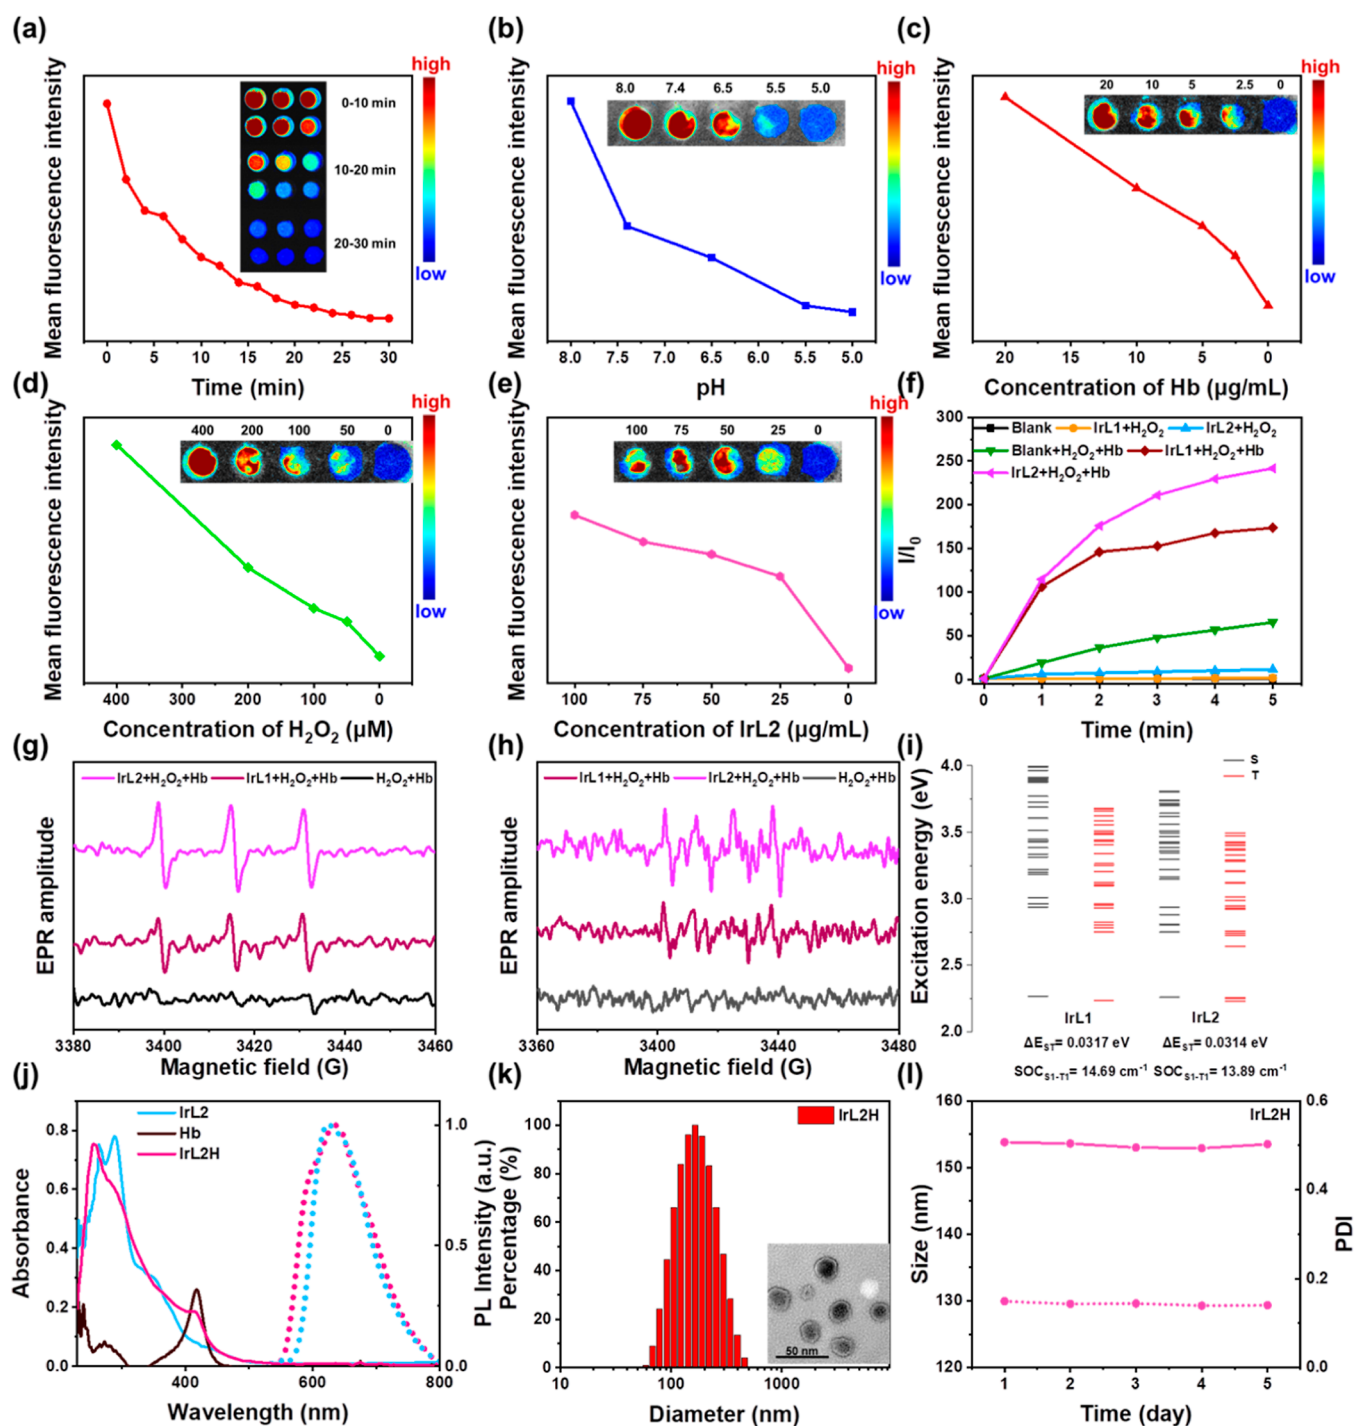 (a)
Mean fluorescence intensity
high
low
0-10 min
10-20 min
20-30 min
0 5 10 15 20 25 30
Time (min)
(b)
Mean fluorescence intensity
high
low
8.0 7.4 6.5 5.5 5.0
8.0 7.5 7.0 6.5 6.0 5.5 5.0
pH
(c)
Mean fluorescence intensity
high
low
20 10 5 2.5 0
20 15 10 5 0
Concentration of Hb (µg/mL)
(d)
Mean fluorescence intensity
high
low
400 200 100 50 0
400 300 200 100 0
Concentration of H₂O₂ (µM)
(e)
Mean fluorescence intensity
high
low
100 75 50 25 0
100 75 50 25 0
Concentration of IrL2 (µg/mL)
(f)
I/I₀
300
250
200
150
100
50
0
Blank IrL1+H₂O₂ IrL2+H₂O₂
Blank+H₂O₂+Hb IrL1+H₂O₂+Hb
IrL2+H₂O₂+Hb
0 1 2 3 4 5
Time (min)
(g)
EPR amplitude
IrL2+H₂O₂+Hb IrL1+H₂O₂+Hb H₂O₂+Hb
3380 3400 3420 3440 3460
Magnetic field (G)
(h)
EPR amplitude
IrL1+H₂O₂+Hb IrL2+H₂O₂+Hb H₂O₂+Hb
3360 3400 3440 3480
Magnetic field (G)
(i)
Excitation energy (eV)
4.0
3.5
3.0
2.5
2.0
S
T
IrL1 IrL2
ΔE_ST= 0.0317 eV ΔE_ST= 0.0314 eV
SOC_S1-T1= 14.69 cm⁻¹ SOC_S1-T1= 13.89 cm⁻¹
(j)
Absorbance
0.8
0.6
0.4
0.2
0.0
IrL2
Hb
IrL2H
1.0
0.5
0.0
PL Intensity (a.u.)
400 600 800
Wavelength (nm)
(k)
Percentage (%)
100
80
60
40
20
0
IrL2H
50 nm
10 100 1000
Diameter (nm)
(l)
Size (nm)
160
150
140
130
120
IrL2H
0.6
0.4
0.2
0.0
PDI
1 2 3 4 5
Time (day)